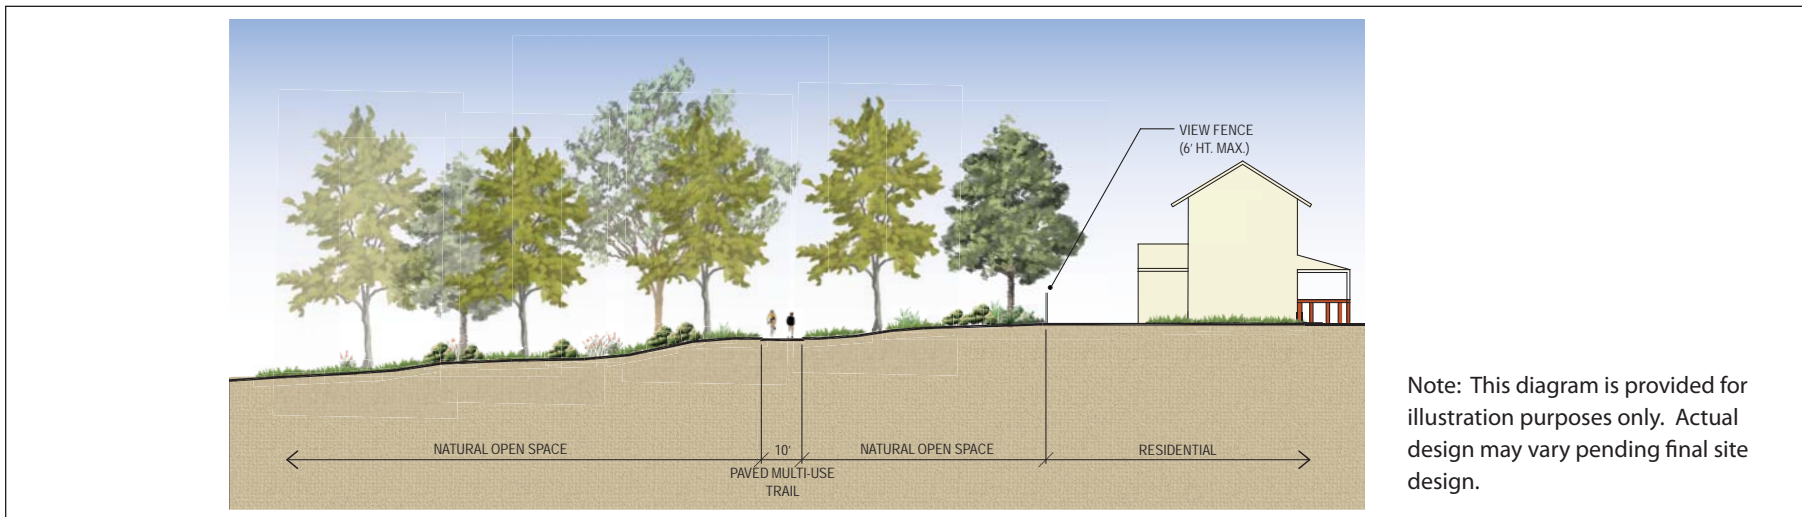 VIEW FENCE
(6' HT. MAX.)
NATURAL OPEN SPACE
10'
PAVED MULTI-USE
TRAIL
NATURAL OPEN SPACE
RESIDENTIAL
Note:  This diagram is provided for
illustration purposes only.  Actual
design may vary pending final site
design.